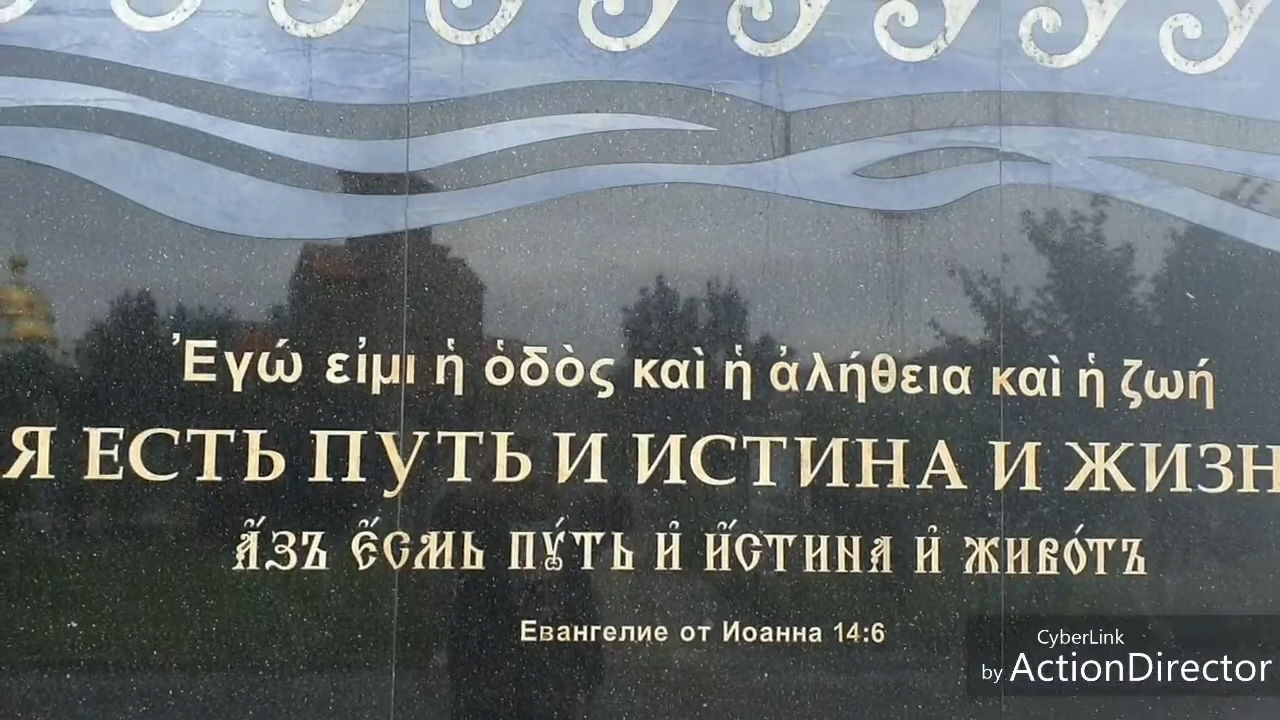 Ἐγώ εἰμι ἡ ὁδὸς καὶ ἡ ἀλήθεια καὶ ἡ ζωή
Я ЕСТЬ ПУТЬ И ИСТИНА И ЖИЗН
А҆́зъ є҆́смь пꙋ́ть и҆ и҆́стина и҆ живо́тъ
Евангелие от Иоанна 14:6
CyberLink
by ActionDirector